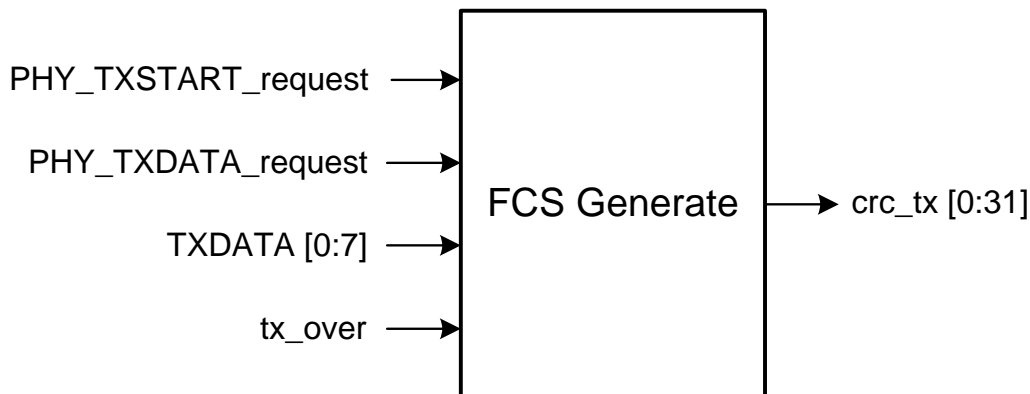 PHY_TXSTART_request
PHY_TXDATA_request
TXDATA [0:7]
tx_over
FCS Generate
crc_tx [0:31]